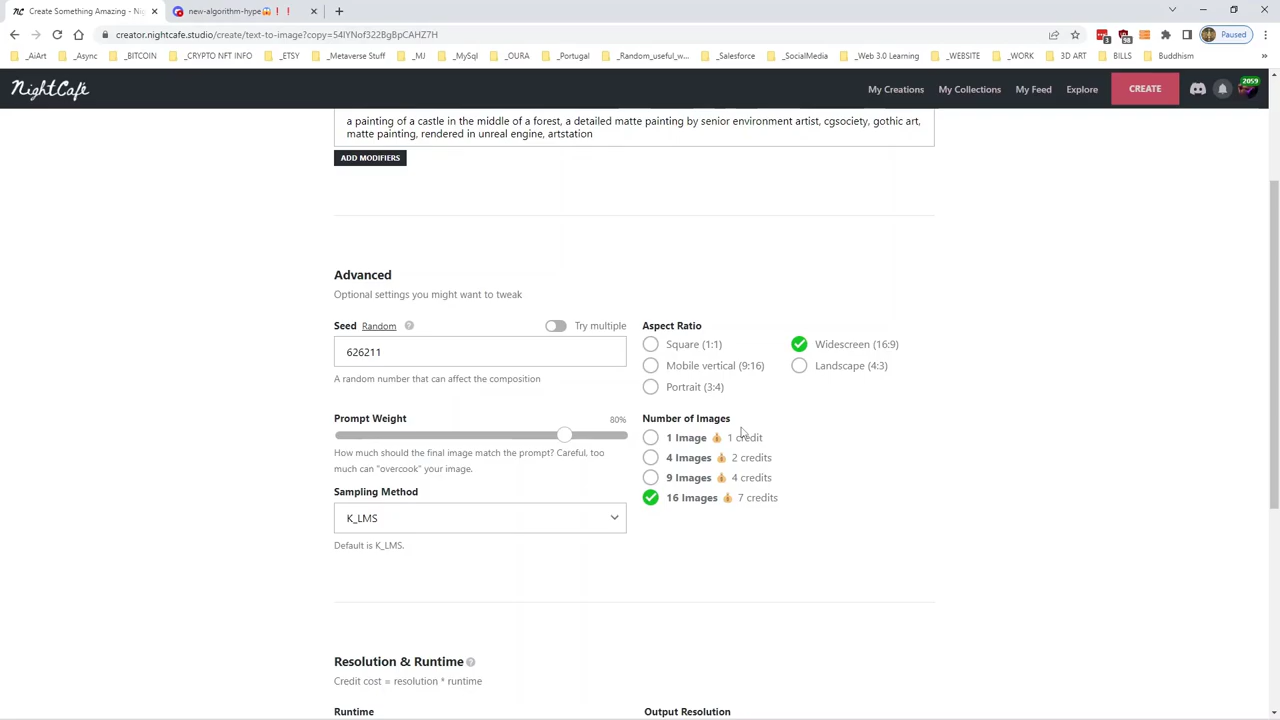 Create Something Amazing - Nig
new-algorithm-hype
creator.nightcafe.studio/create/text-to-image?copy=S4IYNof322BgBpCAHZ7H
Paused
_AiArt
_Async
_BITCOIN
_CRYPTO NFT INFO
_ETSY
_Metaverse Stuff
_MJ
_MySql
_OURA
_Portugal
_Random_useful_w...
_Salesforce
_SocialMedia
_Web 3.0 Learning
_WEBSITE
_WORK
3D ART
BILLS
Buddhism
»
NightCafe
My Creations
My Collections
My Feed
Explore
CREATE
2059
a painting of a castle in the middle of a forest, a detailed matte painting by senior environment artist, cgsociety, gothic art,
matte painting, rendered in unreal engine, artstation
ADD MODIFIERS
Advanced
Optional settings you might want to tweak
Seed Random ? Try multiple
626211
A random number that can affect the composition
Aspect Ratio
Square (1:1)
Widescreen (16:9)
Mobile vertical (9:16)
Landscape (4:3)
Portrait (3:4)
Prompt Weight 80%
How much should the final image match the prompt? Careful, too
much can "overcook" your image.
Number of Images
1 Image 1 credit
4 Images 2 credits
9 Images 4 credits
16 Images 7 credits
Sampling Method
K_LMS
Default is K_LMS.
Resolution & Runtime ?
Credit cost = resolution * runtime
Runtime
Output Resolution